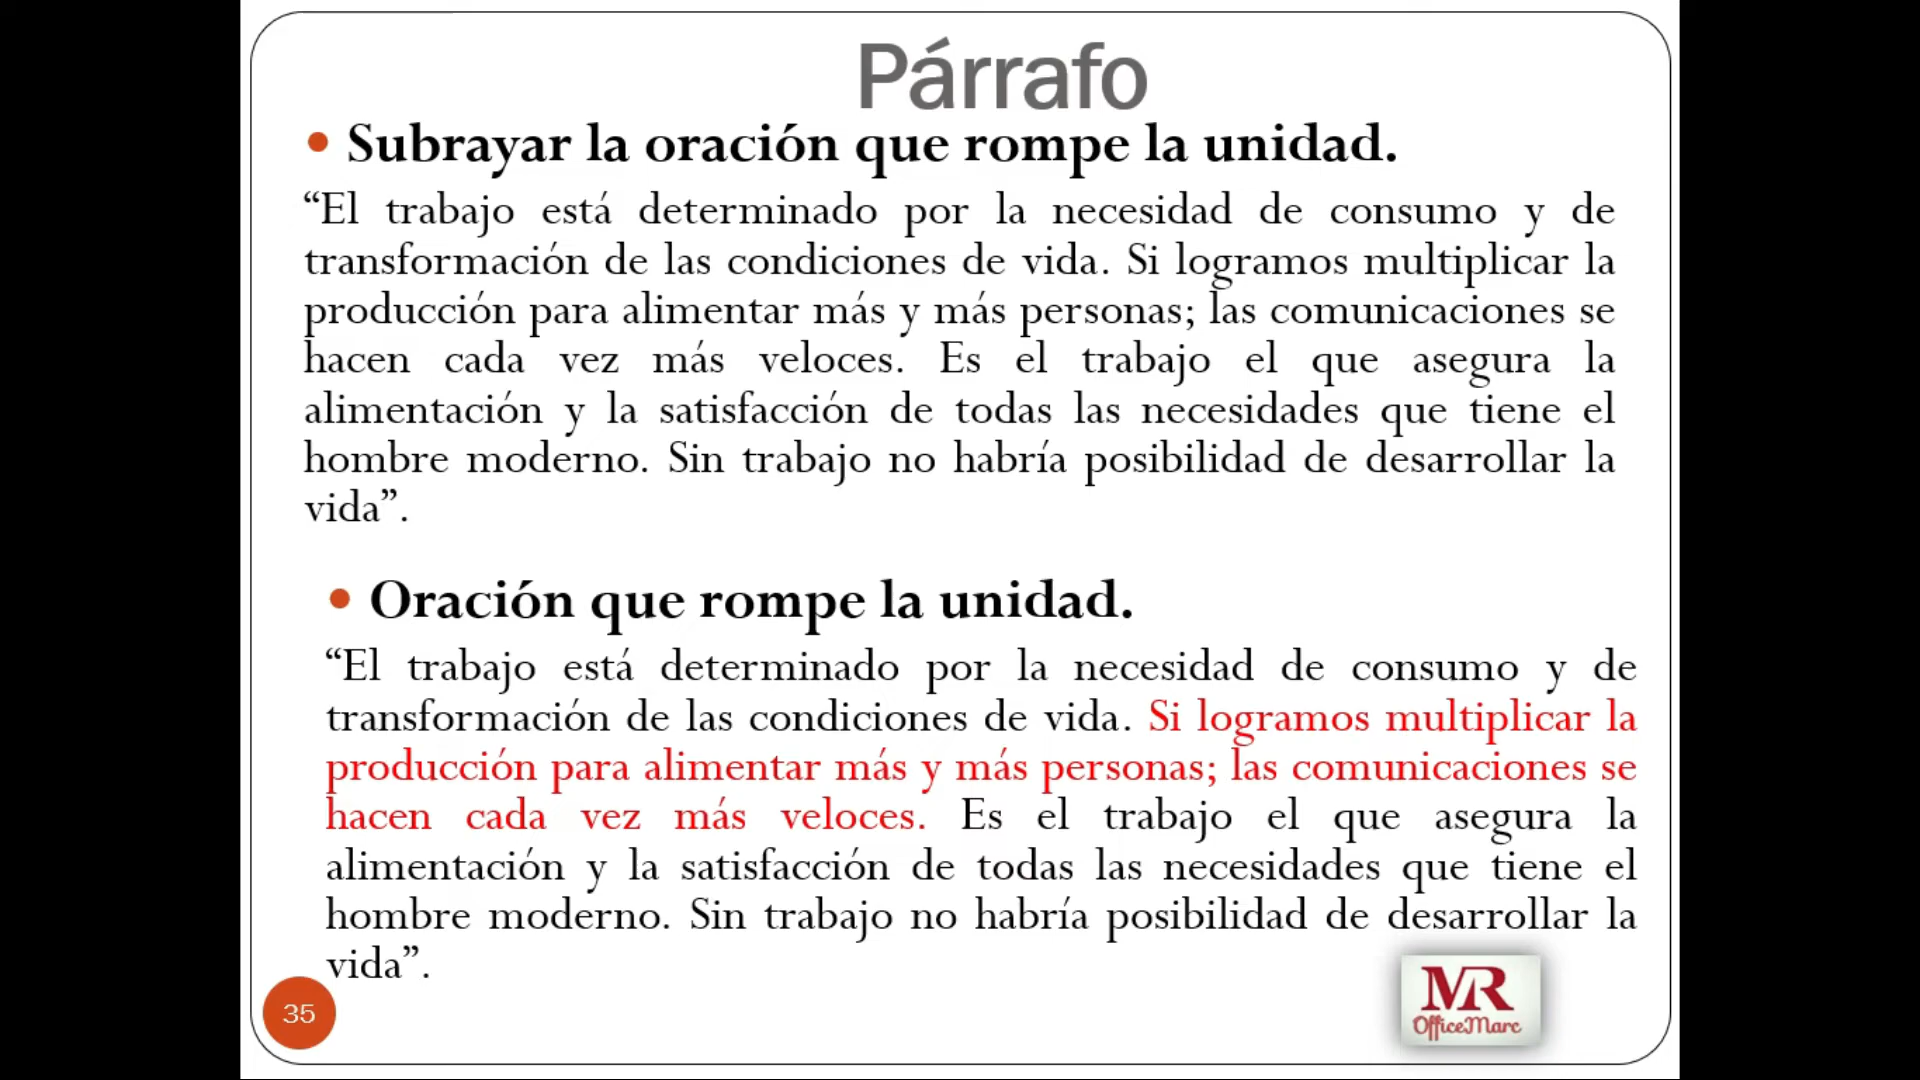 Párrafo
• Subrayar la oración que rompe la unidad.
“El trabajo está determinado por la necesidad de consumo y de
transformación de las condiciones de vida. Si logramos multiplicar la
producción para alimentar más y más personas; las comunicaciones se
hacen cada vez más veloces. Es el trabajo el que asegura la
alimentación y la satisfacción de todas las necesidades que tiene el
hombre moderno. Sin trabajo no habría posibilidad de desarrollar la
vida”.
• Oración que rompe la unidad.
“El trabajo está determinado por la necesidad de consumo y de
transformación de las condiciones de vida. Si logramos multiplicar la
producción para alimentar más y más personas; las comunicaciones se
hacen cada vez más veloces. Es el trabajo el que asegura la
alimentación y la satisfacción de todas las necesidades que tiene el
hombre moderno. Sin trabajo no habría posibilidad de desarrollar la
vida”.
35
MR
OfficeMarc